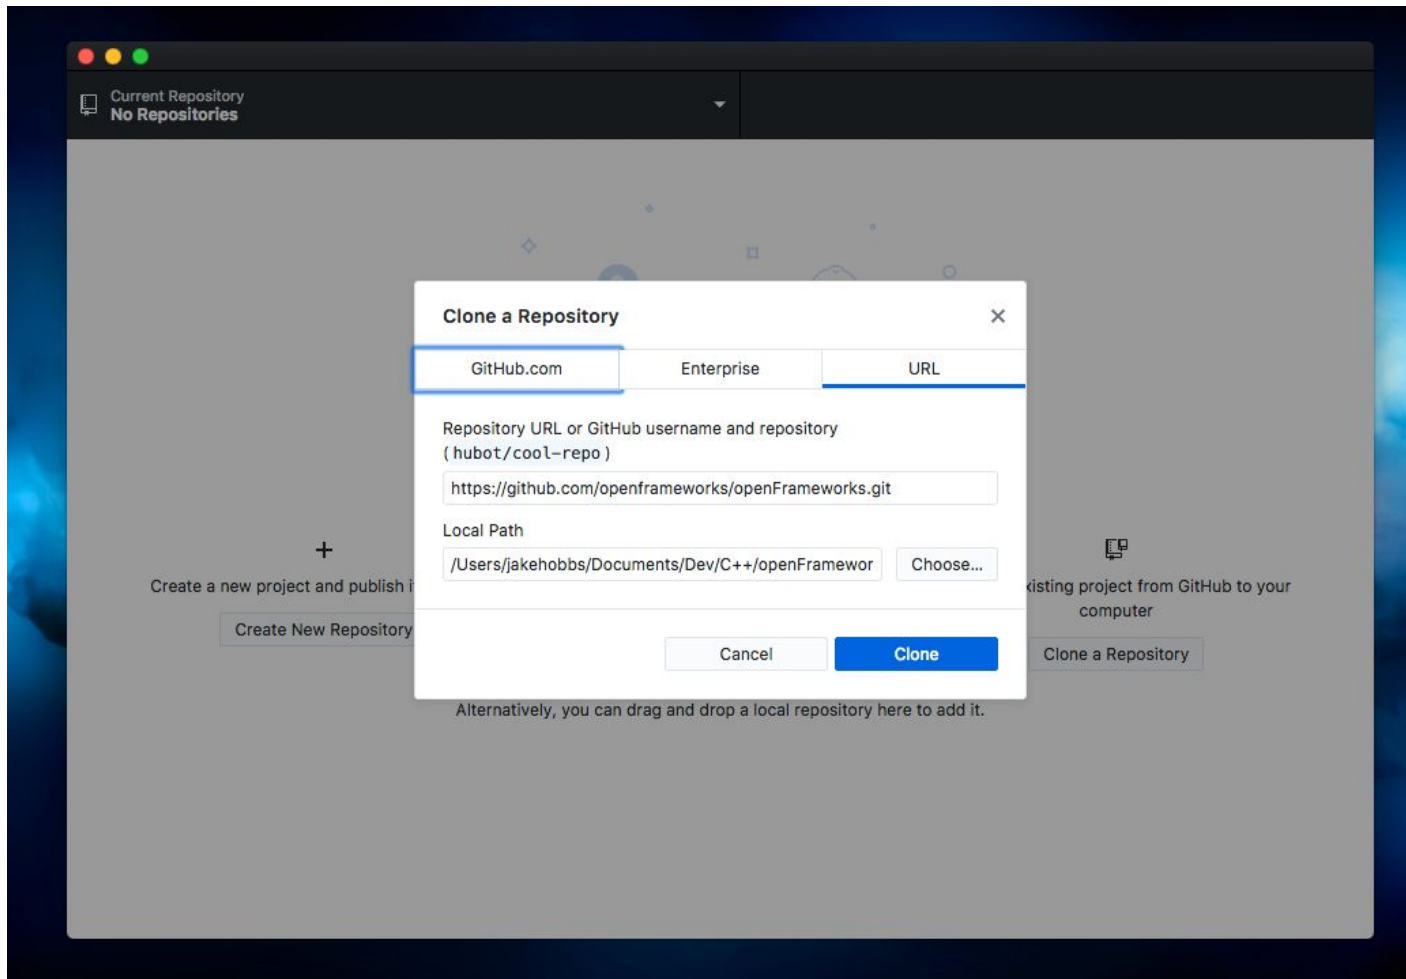 Current Repository
No Repositories
Clone a Repository
GitHub.com
Enterprise
URL
Repository URL or GitHub username and repository
(hubot/cool-repo)
https://github.com/openframeworks/openFrameworks.git
Local Path
/Users/jakehobbs/Documents/Dev/C++/openFramewor
Choose...
Cancel
Clone
Create a new project and publish i
Create New Repository
xisting project from GitHub to your
computer
Clone a Repository
Alternatively, you can drag and drop a local repository here to add it.